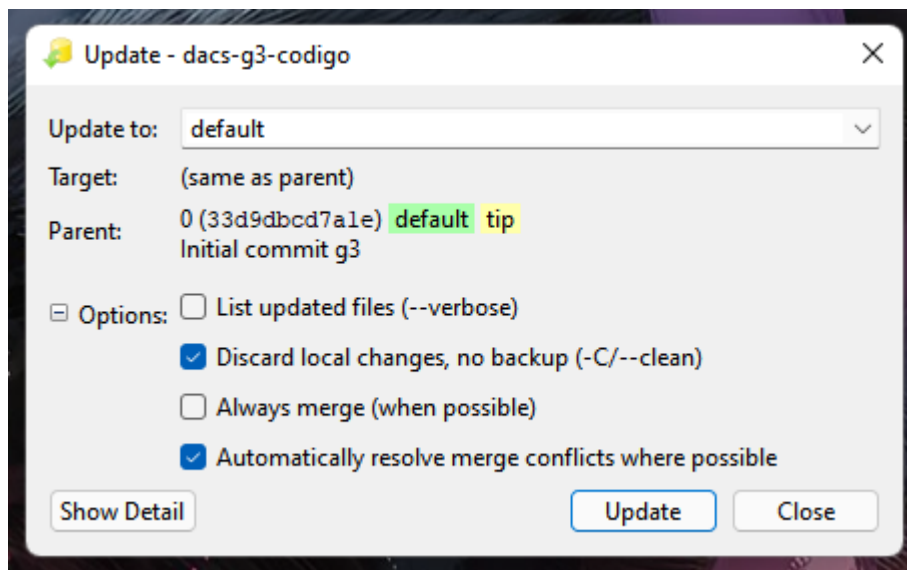 Update - dacs-g3-codigo
Update to: default
Target: (same as parent)
Parent: 0 (33d9dbcd7a1e) default tip
Initial commit g3
Options: List updated files (--verbose)
Discard local changes, no backup (-C/--clean)
Always merge (when possible)
Automatically resolve merge conflicts where possible
Show Detail Update Close